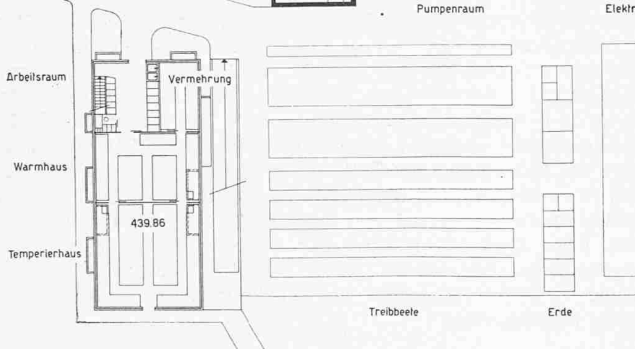 Pumpenraum
Elektr
Arbeitsraum
Vermehrung
Warmhaus
439.86
Temperierhaus
Treibbeete
Erde